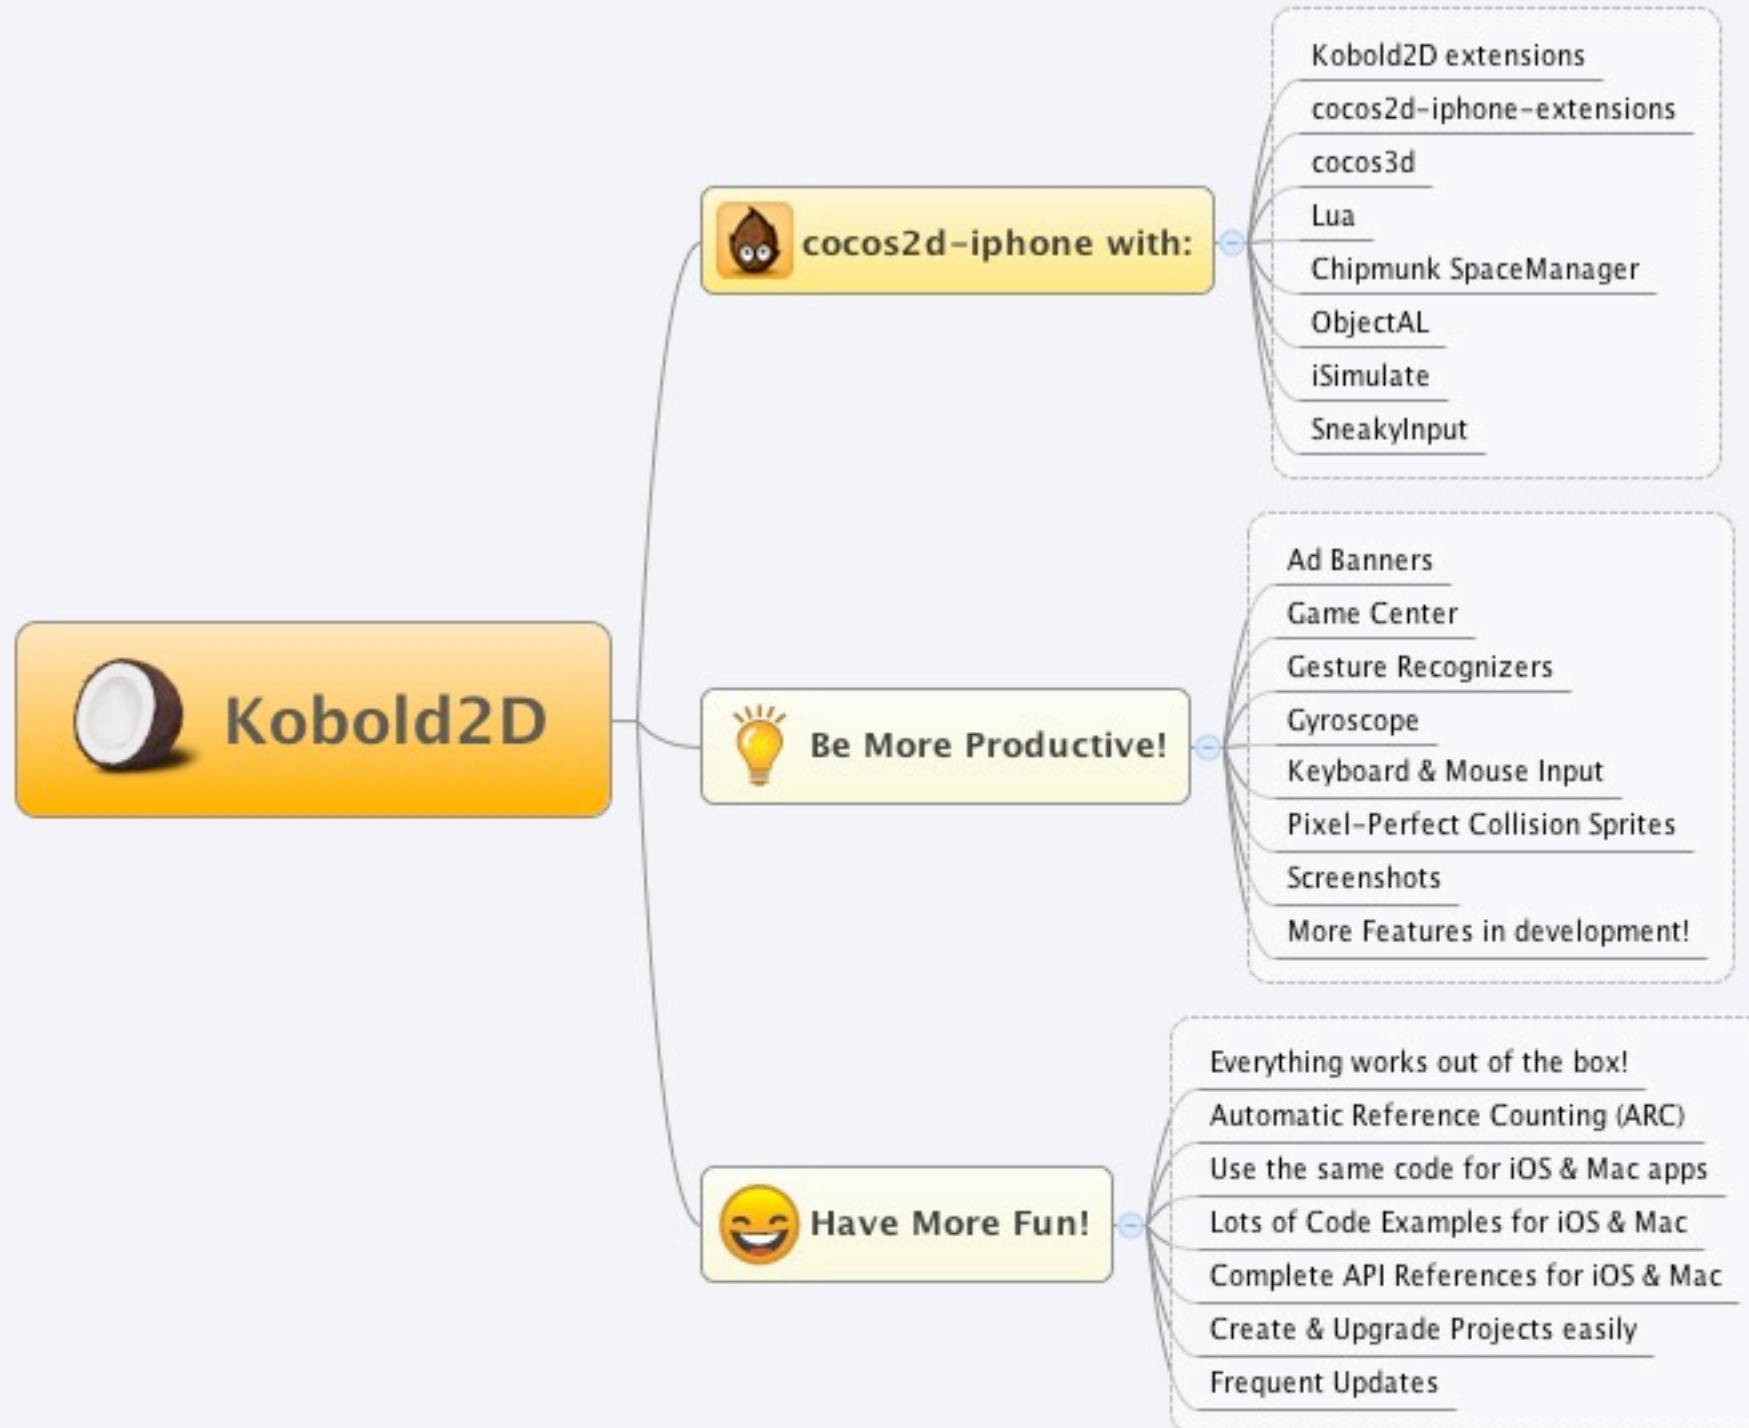 Kobold2D
cocos2d-iphone with:
Kobold2D extensions
cocos2d-iphone-extensions
cocos3d
Lua
Chipmunk SpaceManager
ObjectAL
iSimulate
SneakyInput
Be More Productive!
Ad Banners
Game Center
Gesture Recognizers
Gyroscope
Keyboard & Mouse Input
Pixel-Perfect Collision Sprites
Screenshots
More Features in development!
Have More Fun!
Everything works out of the box!
Automatic Reference Counting (ARC)
Use the same code for iOS & Mac apps
Lots of Code Examples for iOS & Mac
Complete API References for iOS & Mac
Create & Upgrade Projects easily
Frequent Updates